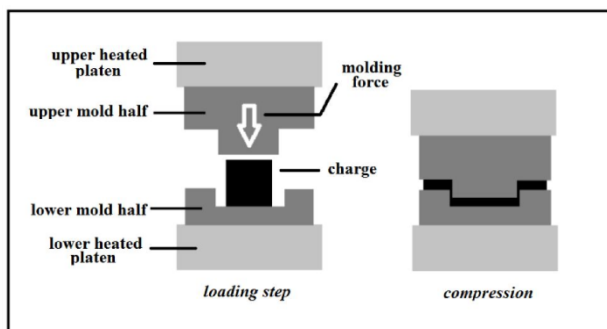 upper heated
platen
molding
force
upper mold half
charge
lower mold half
lower heated
platen
loading step
compression